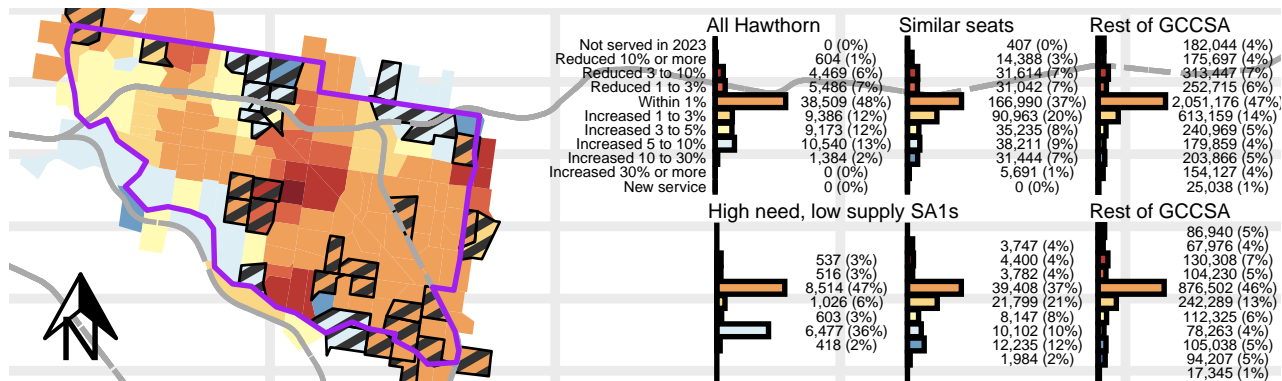 All Hawthorn Similar seats Rest of GCCSA
Not served in 2023 0 (0%) 407 (0%) 182,044 (4%)
Reduced 10% or more 604 (1%) 14,388 (3%) 175,697 (4%)
Reduced 3 to 10% 4,469 (6%) 31,614 (7%) 313,447 (7%)
Reduced 1 to 3% 5,486 (7%) 31,042 (7%) 252,715 (6%)
Within 1% 38,509 (48%) 166,990 (37%) 2,051,176 (47%)
Increased 1 to 3% 9,386 (12%) 90,963 (20%) 613,159 (14%)
Increased 3 to 5% 9,173 (12%) 35,235 (8%) 240,969 (5%)
Increased 5 to 10% 10,540 (13%) 38,211 (9%) 179,859 (4%)
Increased 10 to 30% 1,384 (2%) 31,444 (7%) 203,866 (5%)
Increased 30% or more 0 (0%) 5,691 (1%) 154,127 (4%)
New service 0 (0%) 0 (0%) 25,038 (1%)
High need, low supply SA1s Rest of GCCSA
86,940 (5%)
3,747 (4%) 67,976 (4%)
537 (3%) 4,400 (4%) 130,308 (7%)
516 (3%) 3,782 (4%) 104,230 (5%)
8,514 (47%) 39,408 (37%) 876,502 (46%)
1,026 (6%) 21,799 (21%) 242,289 (13%)
603 (3%) 8,147 (8%) 112,325 (6%)
6,477 (36%) 10,102 (10%) 78,263 (4%)
418 (2%) 12,235 (12%) 105,038 (5%)
1,984 (2%) 94,207 (5%)
17,345 (1%)
N